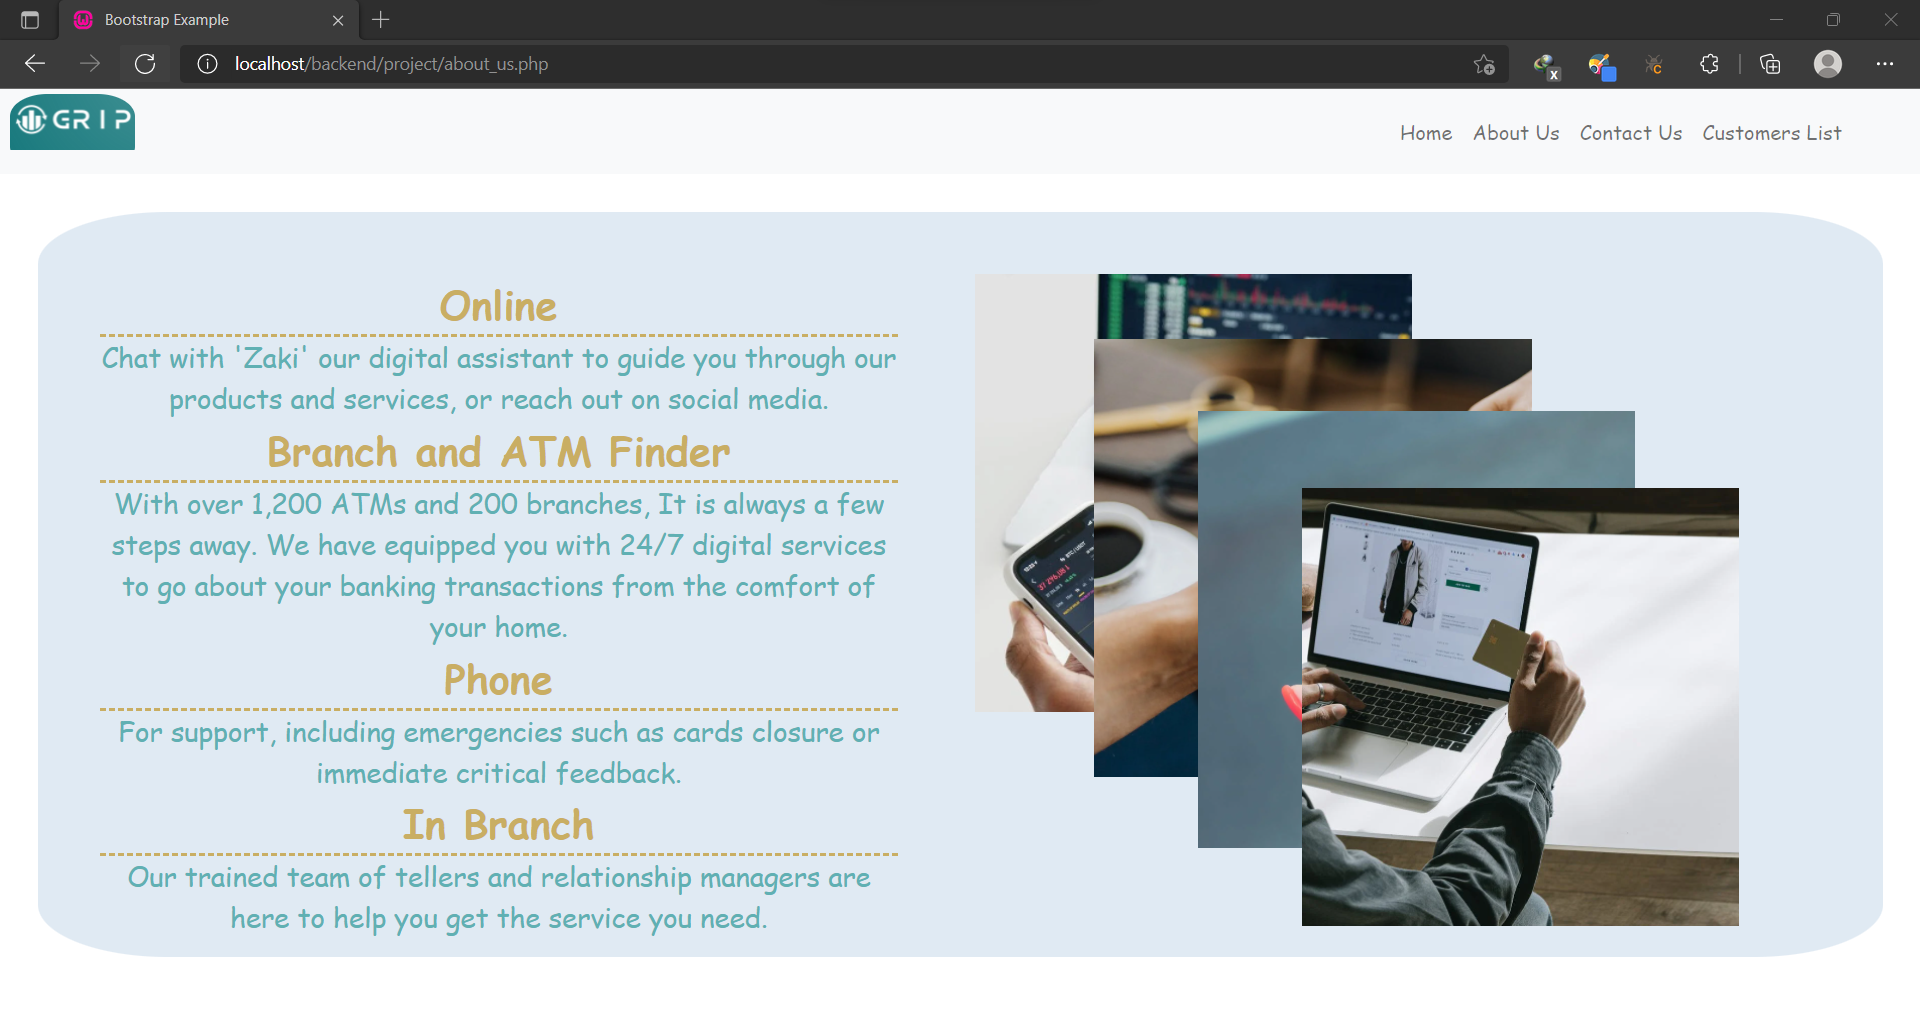 Bootstrap Example
localhost/backend/project/about_us.php
GRIP
Home About Us Contact Us Customers List
Online
Chat with 'Zaki' our digital assistant to guide you through our
products and services, or reach out on social media.
Branch and ATM Finder
With over 1,200 ATMs and 200 branches, It is always a few
steps away. We have equipped you with 24/7 digital services
to go about your banking transactions from the comfort of
your home.
Phone
For support, including emergencies such as cards closure or
immediate critical feedback.
In Branch
Our trained team of tellers and relationship managers are
here to help you get the service you need.